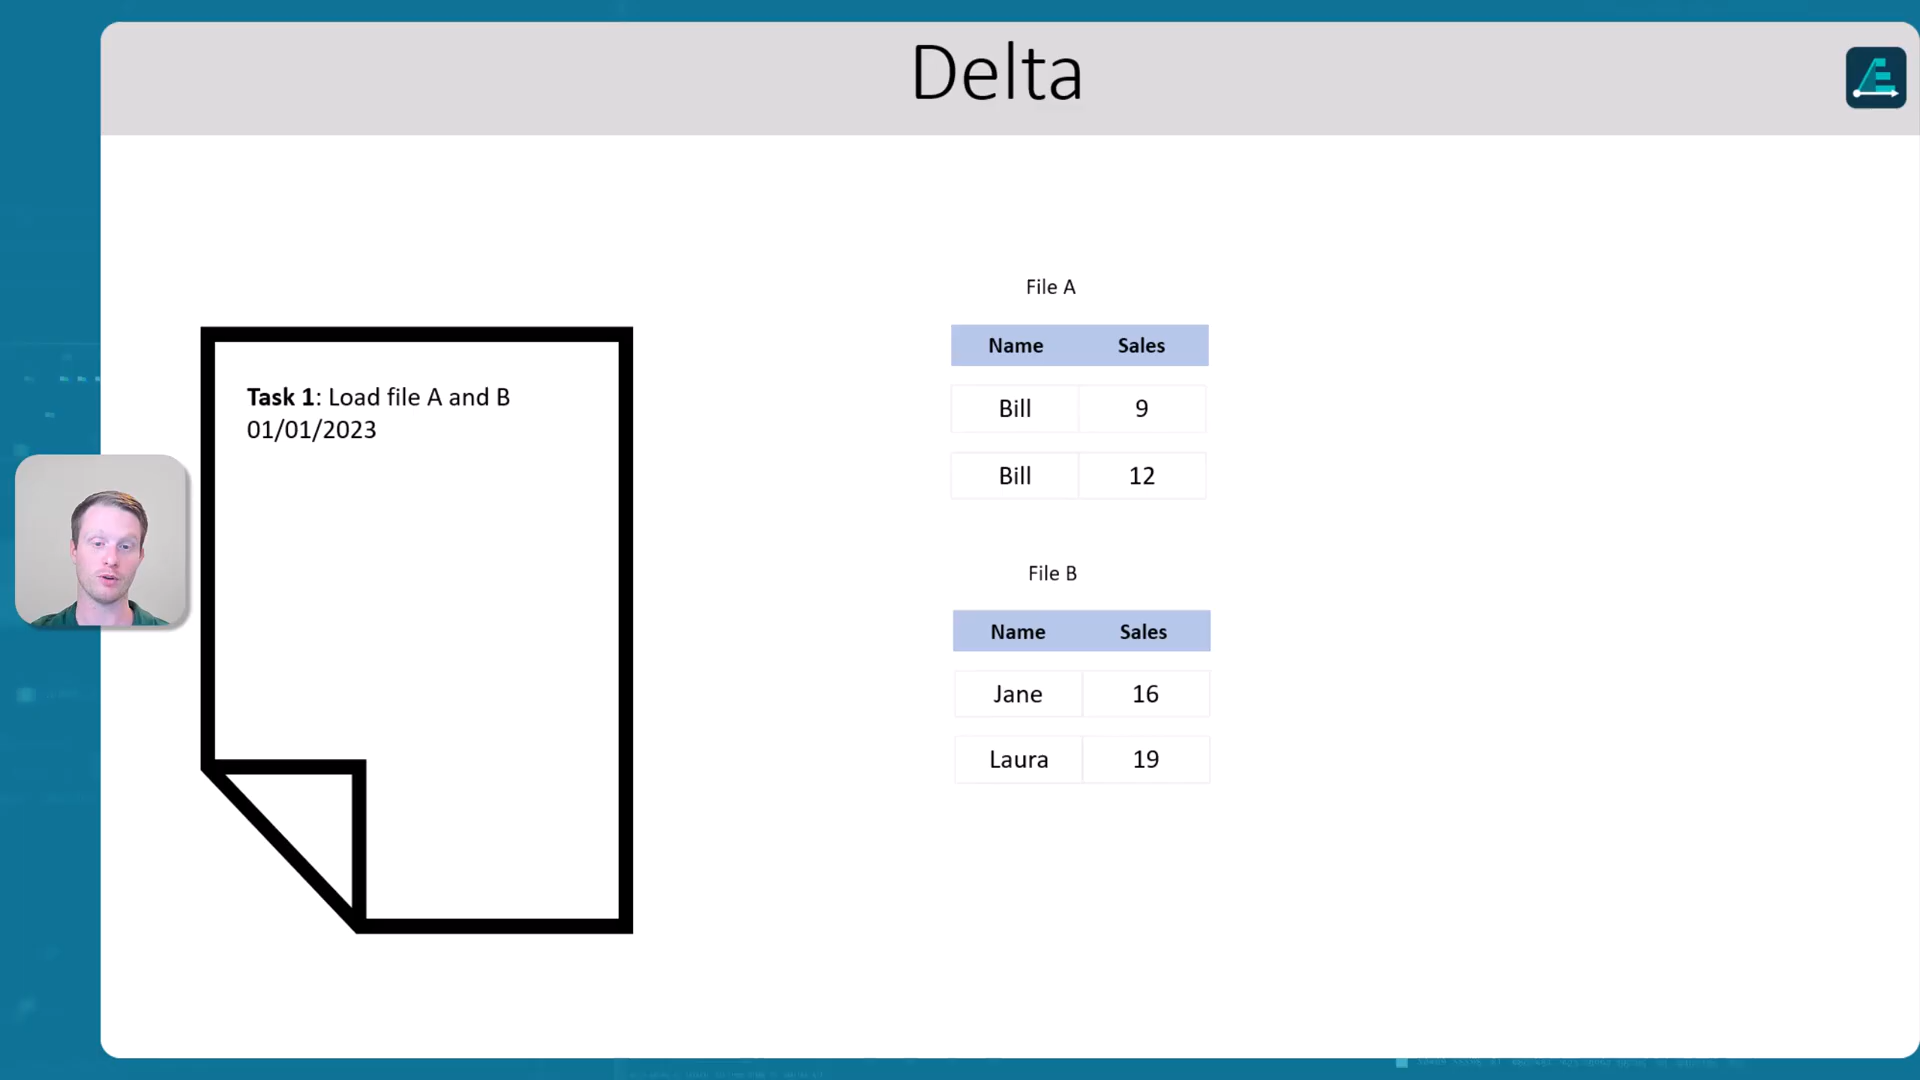 Delta
Task 1: Load file A and B
01/01/2023
File A
Name Sales
Bill 9
Bill 12
File B
Name Sales
Jane 16
Laura 19